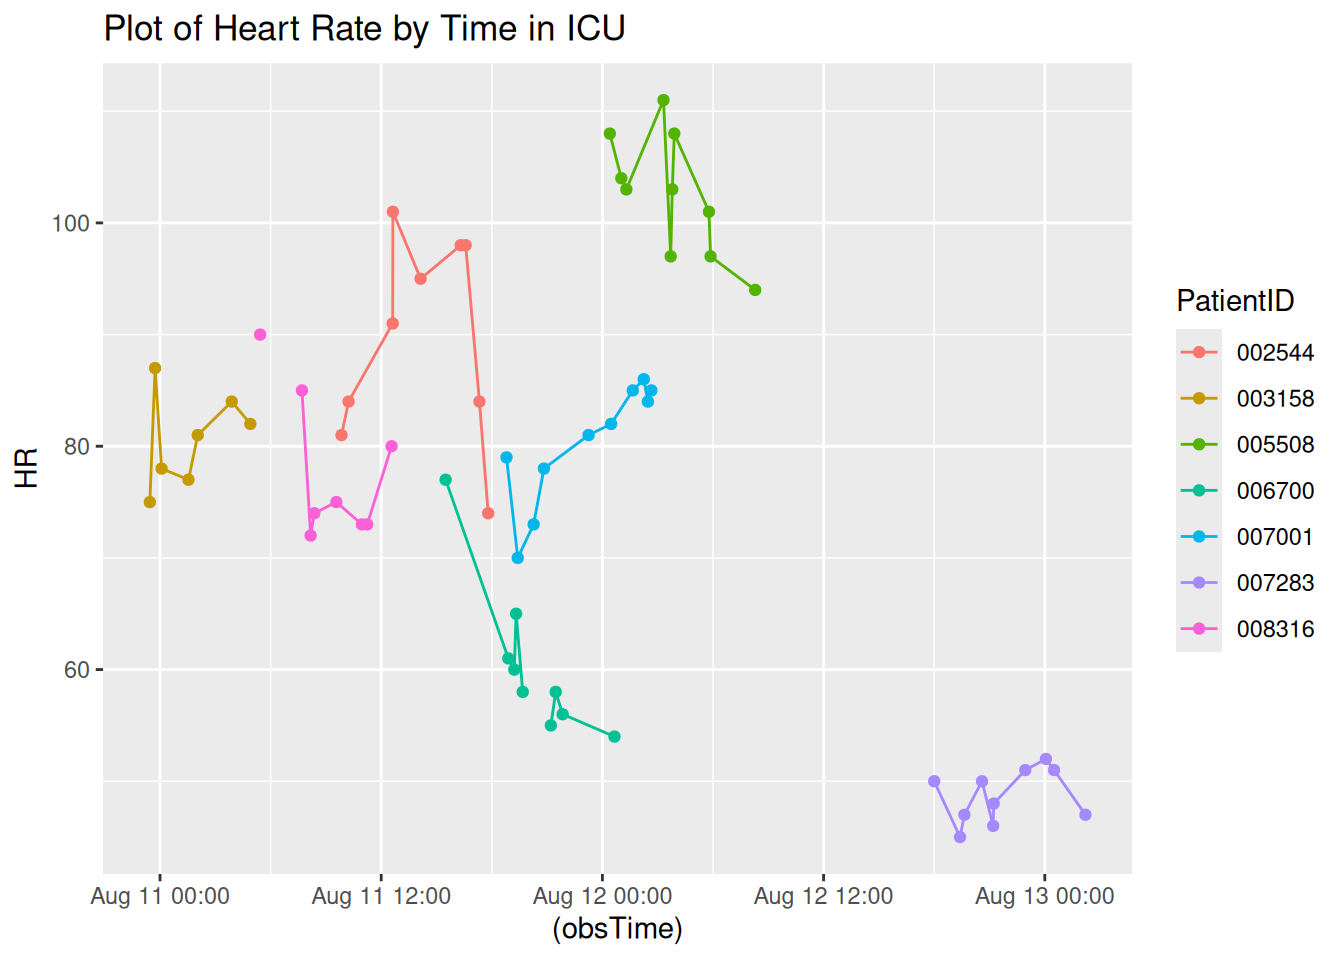 Plot of Heart Rate by Time in ICU
HR
100
80
60
Aug 11 00:00
Aug 11 12:00
Aug 12 00:00
Aug 12 12:00
Aug 13 00:00
(obsTime)
PatientID
002544
003158
005508
006700
007001
007283
008316